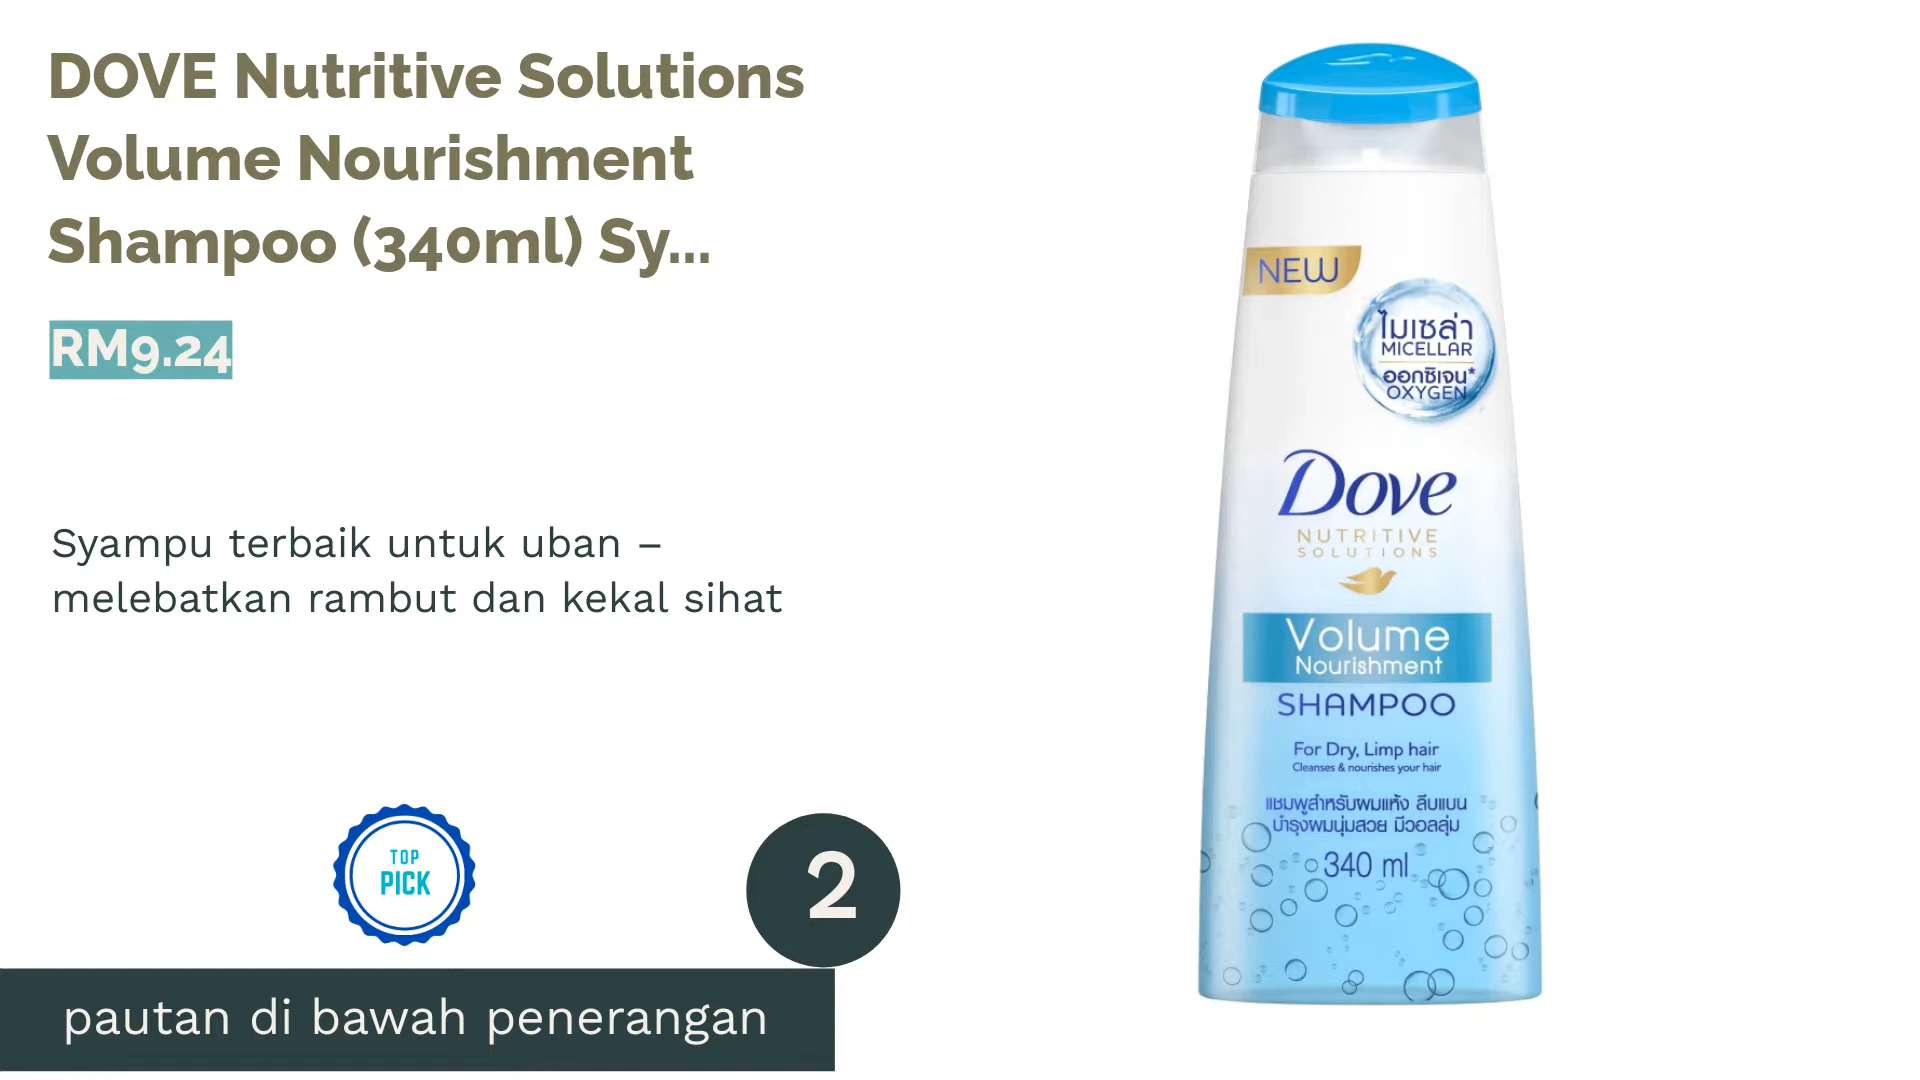 DOVE Nutritive Solutions
Volume Nourishment
Shampoo (340ml) Sy...
RM9.24
Syampu terbaik untuk uban –
melebatkan rambut dan kekal sihat
TOP
PICK
2
pautan di bawah penerangan
NEW
ไมเซล่า
MICELLAR
ออกซิเจน*
OXYGEN
Dove
NUTRITIVE
SOLUTIONS
Volume
Nourishment
SHAMPOO
For Dry, Limp hair
Cleanses & nourishes your hair
แชมพูสำหรับผมแห้ง ลีบแบน
บำรุงผมนุ่มสวย มีวอลลุ่ม
340 ml